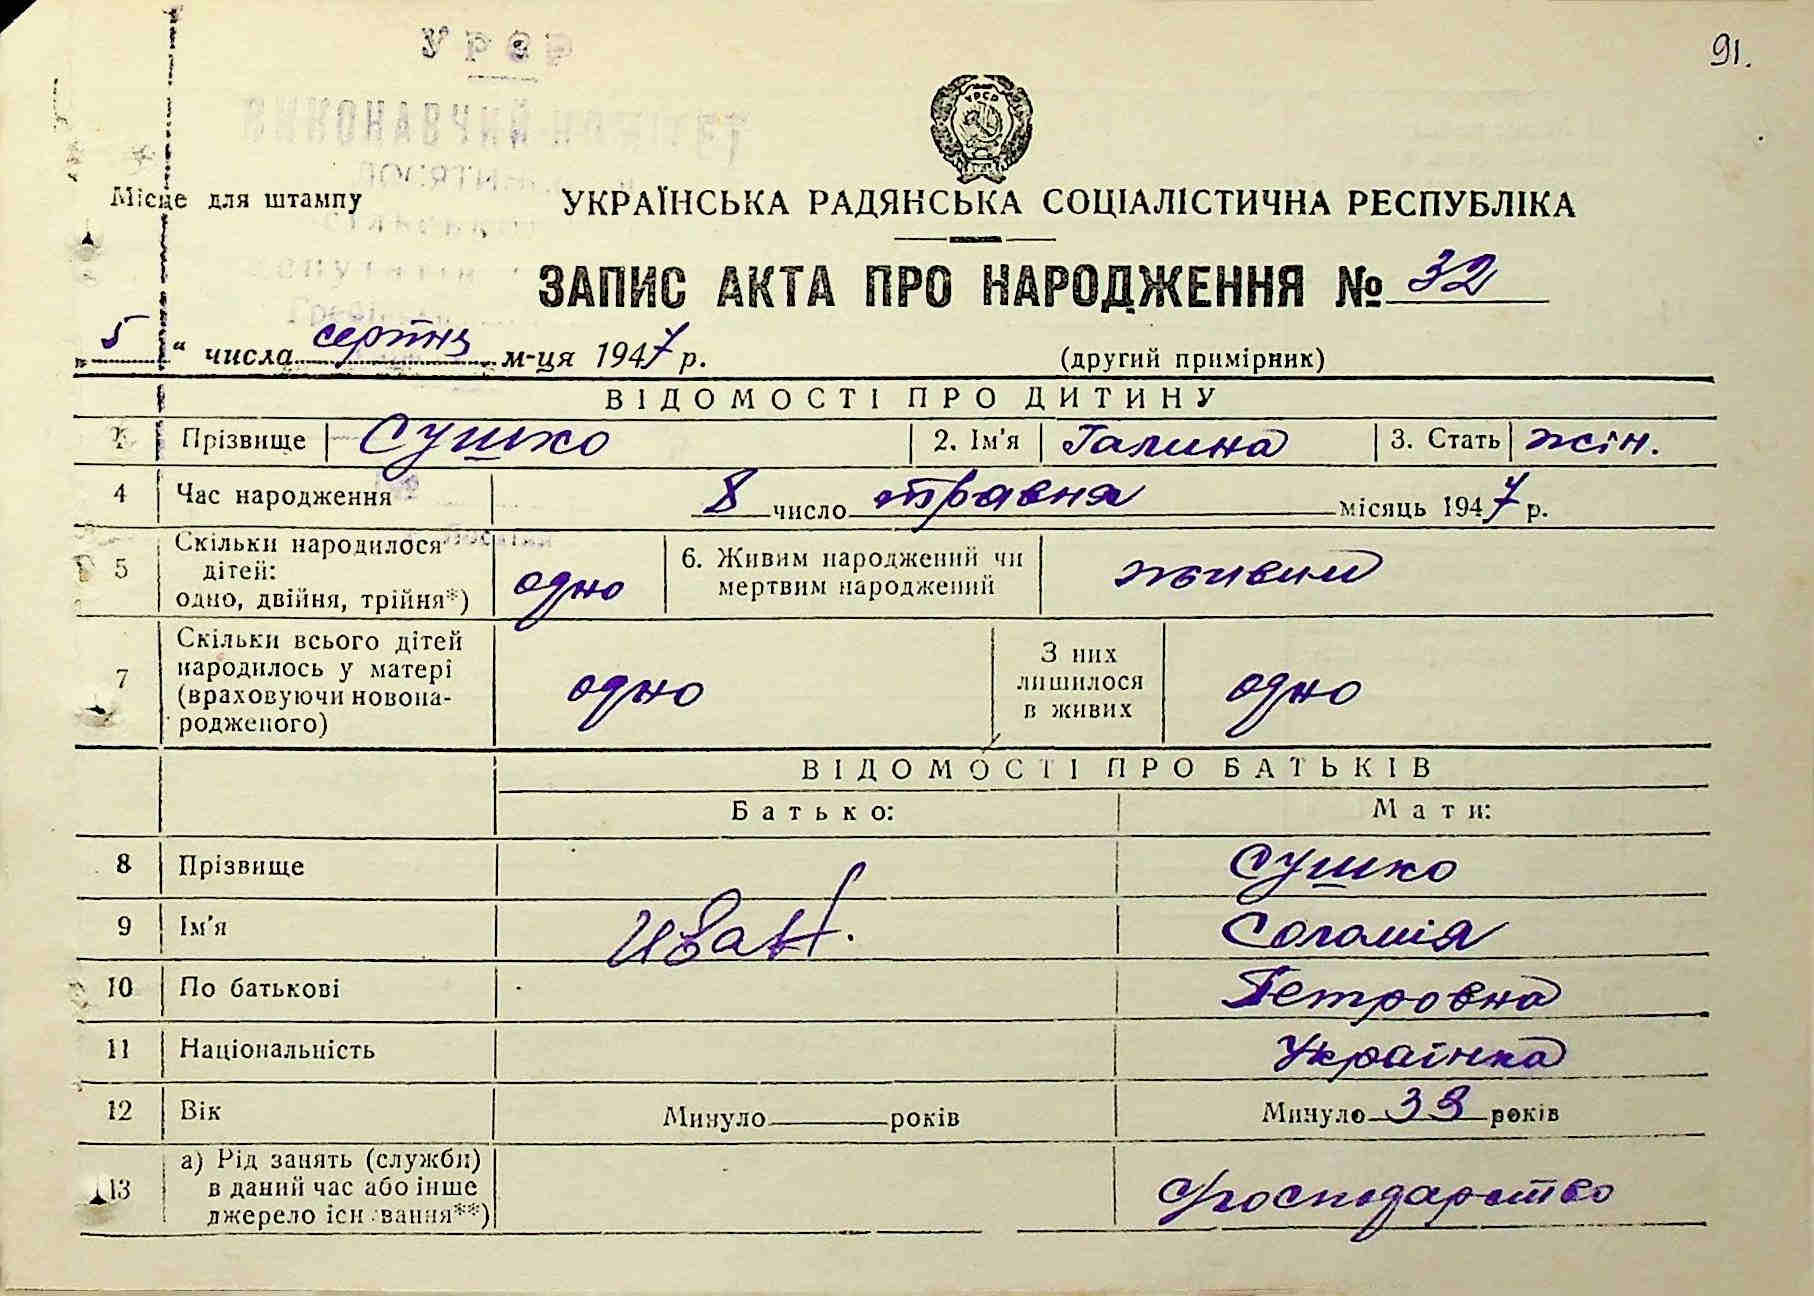 91.
УРСР
ВИКОНАВЧИЙ КОМІТЕТ
Місце для штампу
УКРАЇНСЬКА РАДЯНСЬКА СОЦІАЛІСТИЧНА РЕСПУБЛІКА
ЗАПИС АКТА ПРО НАРОДЖЕННЯ № 32
„ 5 “ числа серпня м-ця 1947 р.
(другий примірник)
ВІДОМОСТІ ПРО ДИТИНУ
1 Прізвище Сушко 2. Ім'я Галина 3. Стать жін.
4 Час народження 8 число травня місяць 1947 р.
5 Скільки народилося
дітей:
одно, двійня, трійня*) одно
6. Живим народжений чи
мертвим народжений живим
7 Скільки всього дітей
народилось у матері
(враховуючи новона-
родженого) одно
З них
лишилося
в живих одно
ВІДОМОСТІ ПРО БАТЬКІВ
Батько: Мати:
8 Прізвище Сушко
9 Ім'я Иван. Соломія
10 По батькові Петровна
11 Національність Українка
12 Вік Минуло років Минуло 33 років
13 а) Рід занять (служби)
в даний час або інше
джерело існування**) Господарство